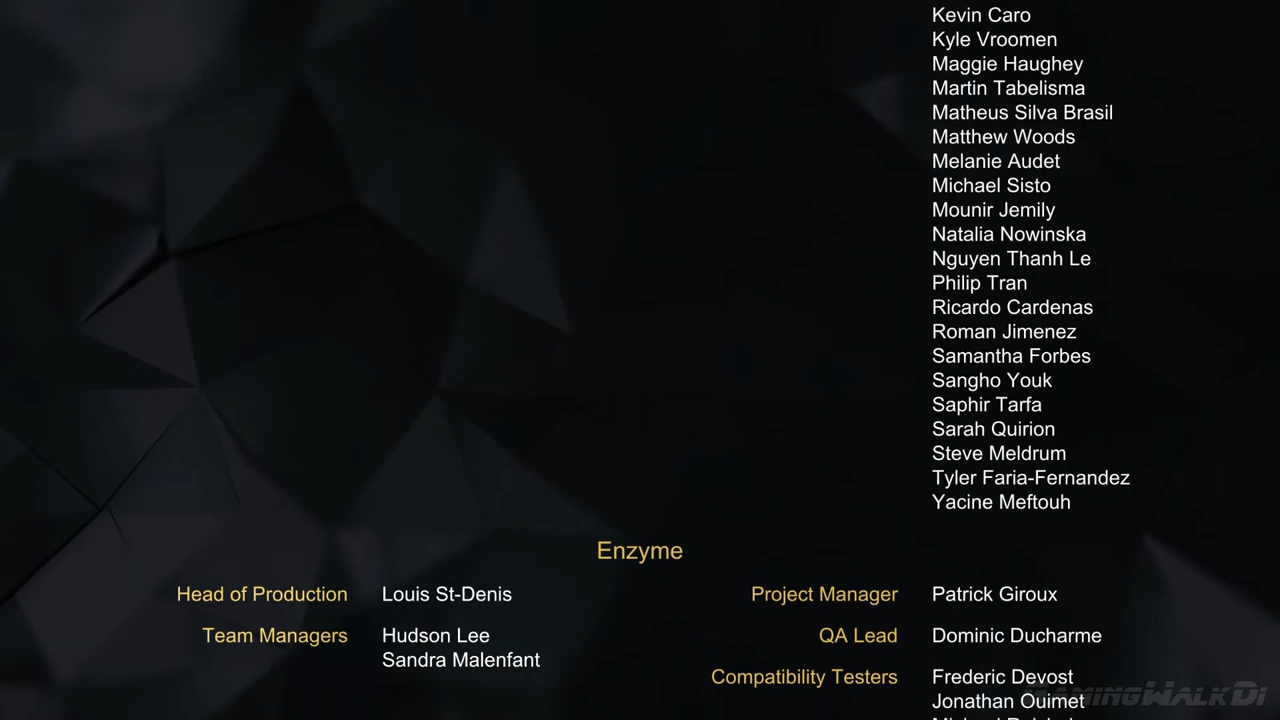 Kevin Caro
Kyle Vroomen
Maggie Haughey
Martin Tabelisma
Matheus Silva Brasil
Matthew Woods
Melanie Audet
Michael Sisto
Mounir Jemily
Natalia Nowinska
Nguyen Thanh Le
Philip Tran
Ricardo Cardenas
Roman Jimenez
Samantha Forbes
Sangho Youk
Saphir Tarfa
Sarah Quirion
Steve Meldrum
Tyler Faria-Fernandez
Yacine Meftouh
Enzyme
Head of Production Louis St-Denis
Team Managers Hudson Lee
Sandra Malenfant
Project Manager Patrick Giroux
QA Lead Dominic Ducharme
Compatibility Testers Frederic Devost
Jonathan Ouimet